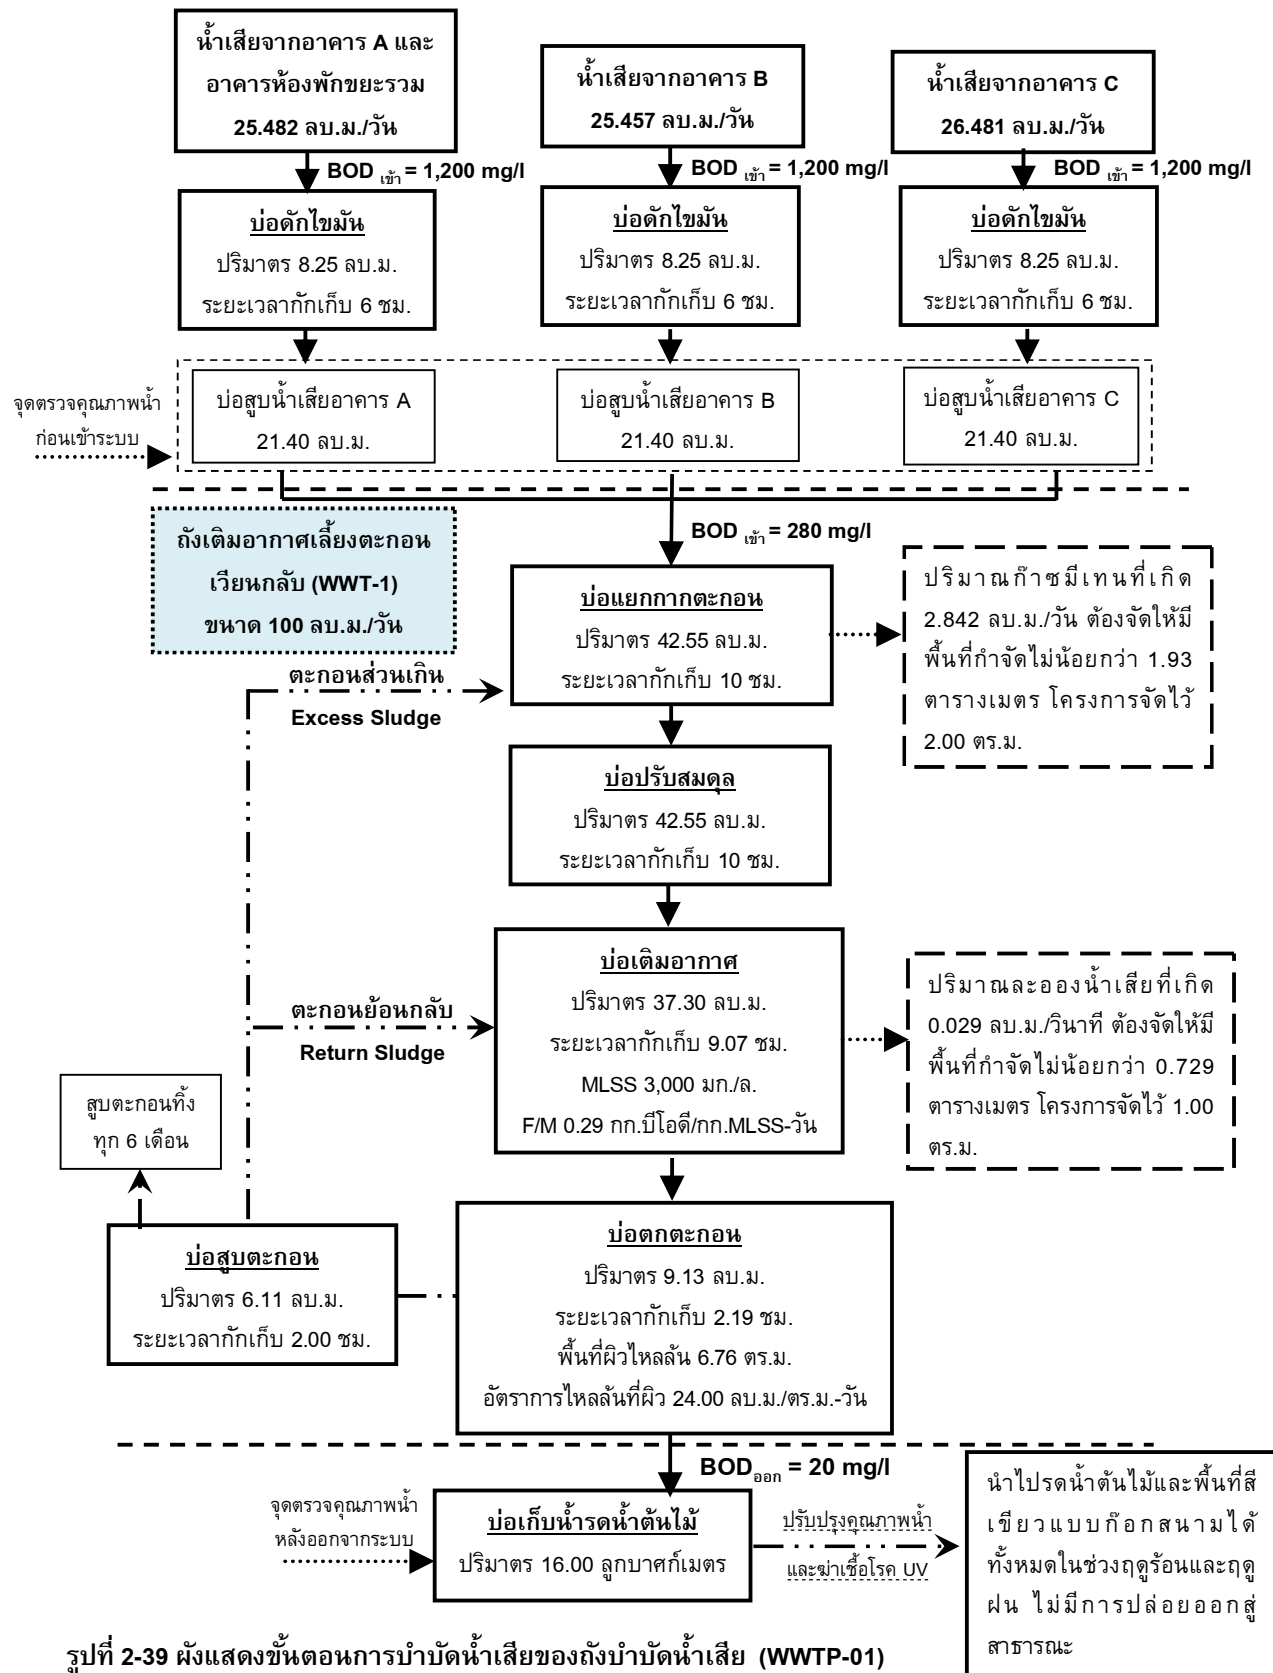 น้ำเสียจากอาคาร A และ
อาคารห้องพักขยะรวม
25.482 ลบ.ม./วัน
น้ำเสียจากอาคาร B
25.457 ลบ.ม./วัน
น้ำเสียจากอาคาร C
26.481 ลบ.ม./วัน
BOD เข้า = 1,200 mg/l
BOD เข้า = 1,200 mg/l
BOD เข้า = 1,200 mg/l
บ่อดักไขมัน
ปริมาตร 8.25 ลบ.ม.
ระยะเวลากักเก็บ 6 ชม.
บ่อดักไขมัน
ปริมาตร 8.25 ลบ.ม.
ระยะเวลากักเก็บ 6 ชม.
บ่อดักไขมัน
ปริมาตร 8.25 ลบ.ม.
ระยะเวลากักเก็บ 6 ชม.
จุดตรวจคุณภาพน้ำ
ก่อนเข้าระบบ
บ่อสูบน้ำเสียอาคาร A
21.40 ลบ.ม.
บ่อสูบน้ำเสียอาคาร B
21.40 ลบ.ม.
บ่อสูบน้ำเสียอาคาร C
21.40 ลบ.ม.
ถังเติมอากาศเลี้ยงตะกอน
เวียนกลับ (WWT-1)
ขนาด 100 ลบ.ม./วัน
BOD เข้า = 280 mg/l
บ่อแยกกากตะกอน
ปริมาตร 42.55 ลบ.ม.
ระยะเวลากักเก็บ 10 ชม.
ปริมาณก๊าซมีเทนที่เกิด
2.842 ลบ.ม./วัน ต้องจัดให้มี
พื้นที่กำจัดไม่น้อยกว่า 1.93
ตารางเมตร โครงการจัดไว้
2.00 ตร.ม.
ตะกอนส่วนเกิน
Excess Sludge
บ่อปรับสมดุล
ปริมาตร 42.55 ลบ.ม.
ระยะเวลากักเก็บ 10 ชม.
บ่อเติมอากาศ
ปริมาตร 37.30 ลบ.ม.
ระยะเวลากักเก็บ 9.07 ชม.
MLSS 3,000 มก./ล.
F/M 0.29 กก.บีโอดี/กก.MLSS-วัน
ตะกอนย้อนกลับ
Return Sludge
ปริมาณละอองน้ำเสียที่เกิด
0.029 ลบ.ม./วินาที ต้องจัดให้มี
พื้นที่กำจัดไม่น้อยกว่า 0.729
ตารางเมตร โครงการจัดไว้ 1.00
ตร.ม.
สูบตะกอนทิ้ง
ทุก 6 เดือน
บ่อสูบตะกอน
ปริมาตร 6.11 ลบ.ม.
ระยะเวลากักเก็บ 2.00 ชม.
บ่อตกตะกอน
ปริมาตร 9.13 ลบ.ม.
ระยะเวลากักเก็บ 2.19 ชม.
พื้นที่ผิวไหลล้น 6.76 ตร.ม.
อัตราการไหลล้นที่ผิว 24.00 ลบ.ม./ตร.ม.-วัน
BODออก = 20 mg/l
จุดตรวจคุณภาพน้ำ
หลังออกจากระบบ
บ่อเก็บน้ำรดน้ำต้นไม้
ปริมาตร 16.00 ลูกบาศก์เมตร
ปรับปรุงคุณภาพน้ำ
และฆ่าเชื้อโรค UV
นำไปรดน้ำต้นไม้และพื้นที่สี
เขียวแบบก๊อกสนามได้
ทั้งหมดในช่วงฤดูร้อนและฤดู
ฝน ไม่มีการปล่อยออกสู่
สาธารณะ
รูปที่ 2-39 ผังแสดงขั้นตอนการบำบัดน้ำเสียของถังบำบัดน้ำเสีย (WWTP-01)